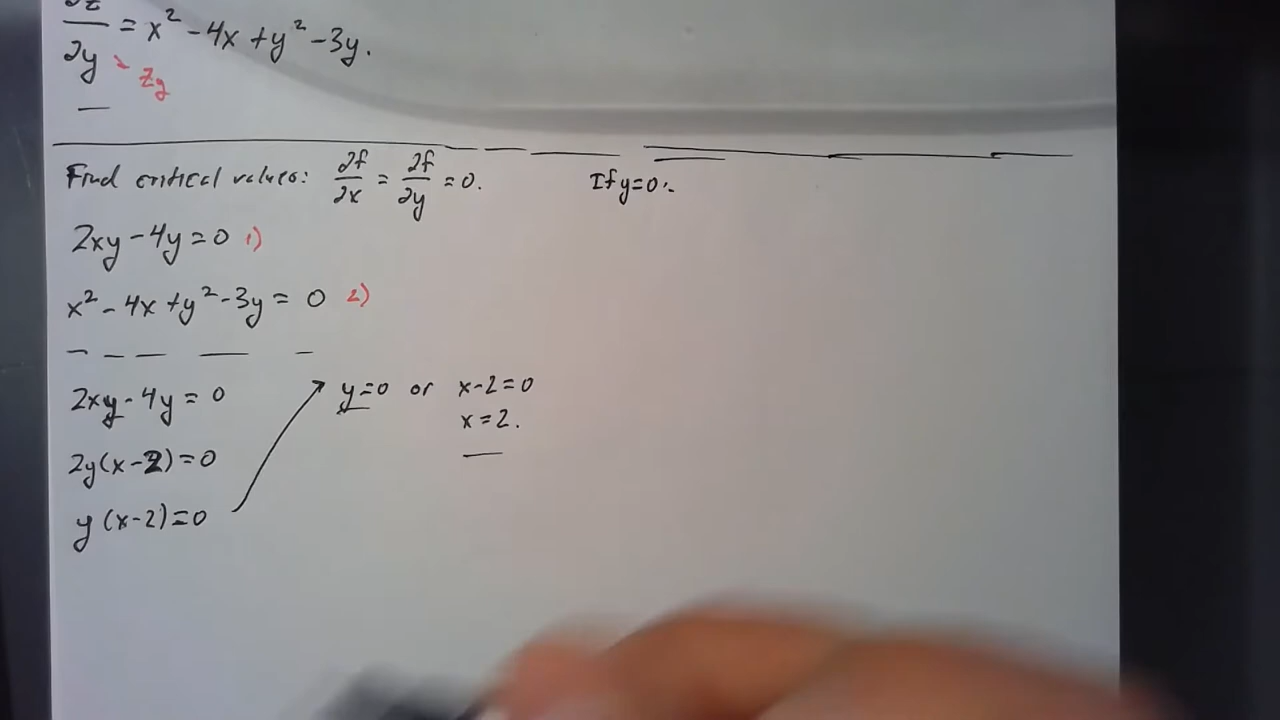 ∂z/∂y = x² - 4x + y² - 3y.
= Zy
Find critical values: ∂f/∂x = ∂f/∂y = 0.
2xy - 4y = 0 1)
x² - 4x + y² - 3y = 0 2)
2xy - 4y = 0
2y(x-2) = 0
y(x-2) = 0
y=0 or x-2=0
x=2.
If y=0: